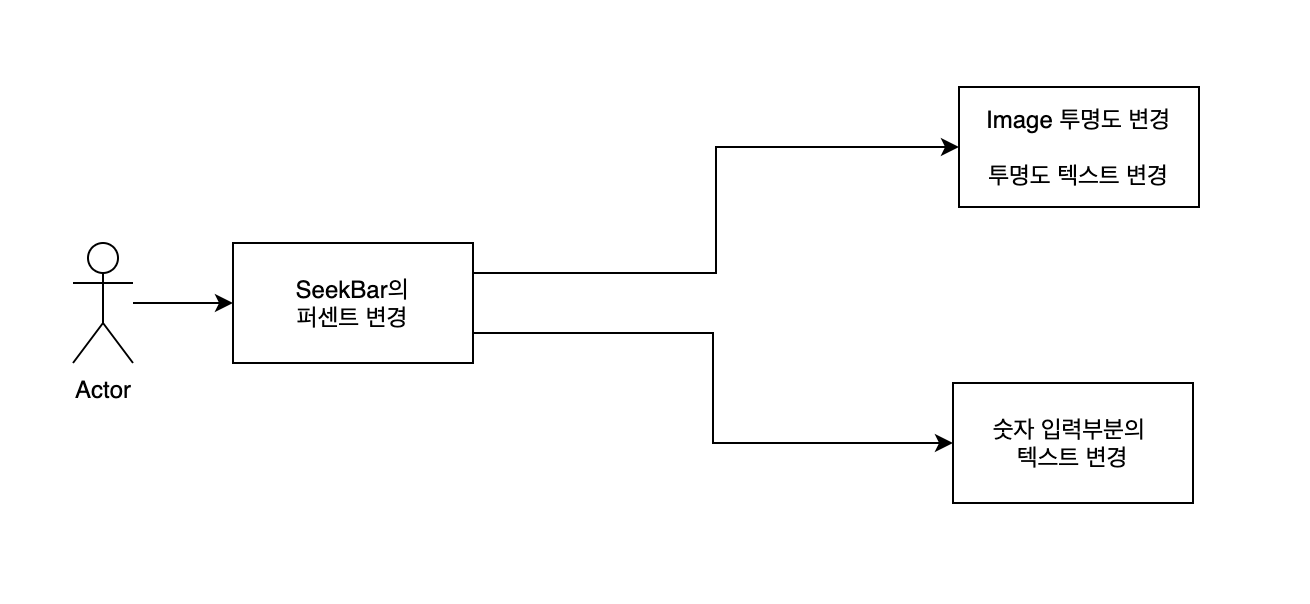 Actor
SeekBar의
퍼센트 변경
Image 투명도 변경
투명도 텍스트 변경
숫자 입력부분의
텍스트 변경